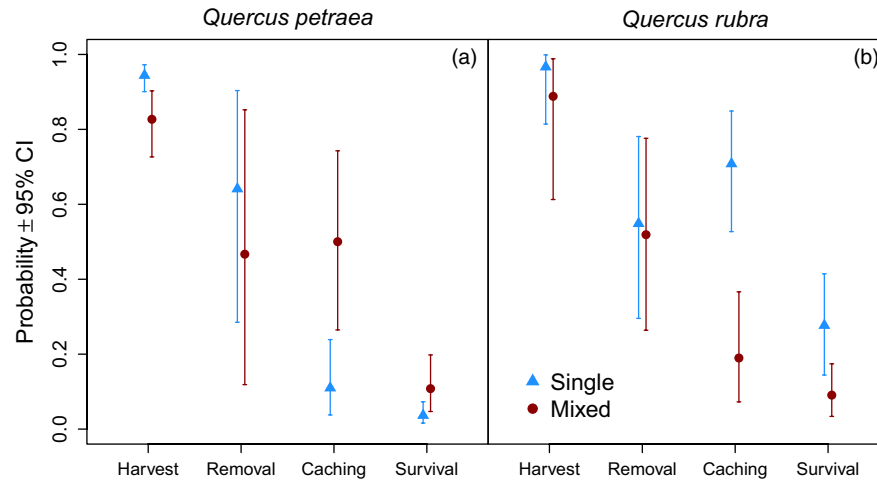 Quercus petraea
Quercus rubra
(a)
(b)
Probability ± 95% CI
1.0
0.8
0.6
0.4
0.2
0.0
Single
Mixed
Harvest Removal Caching Survival
Harvest Removal Caching Survival